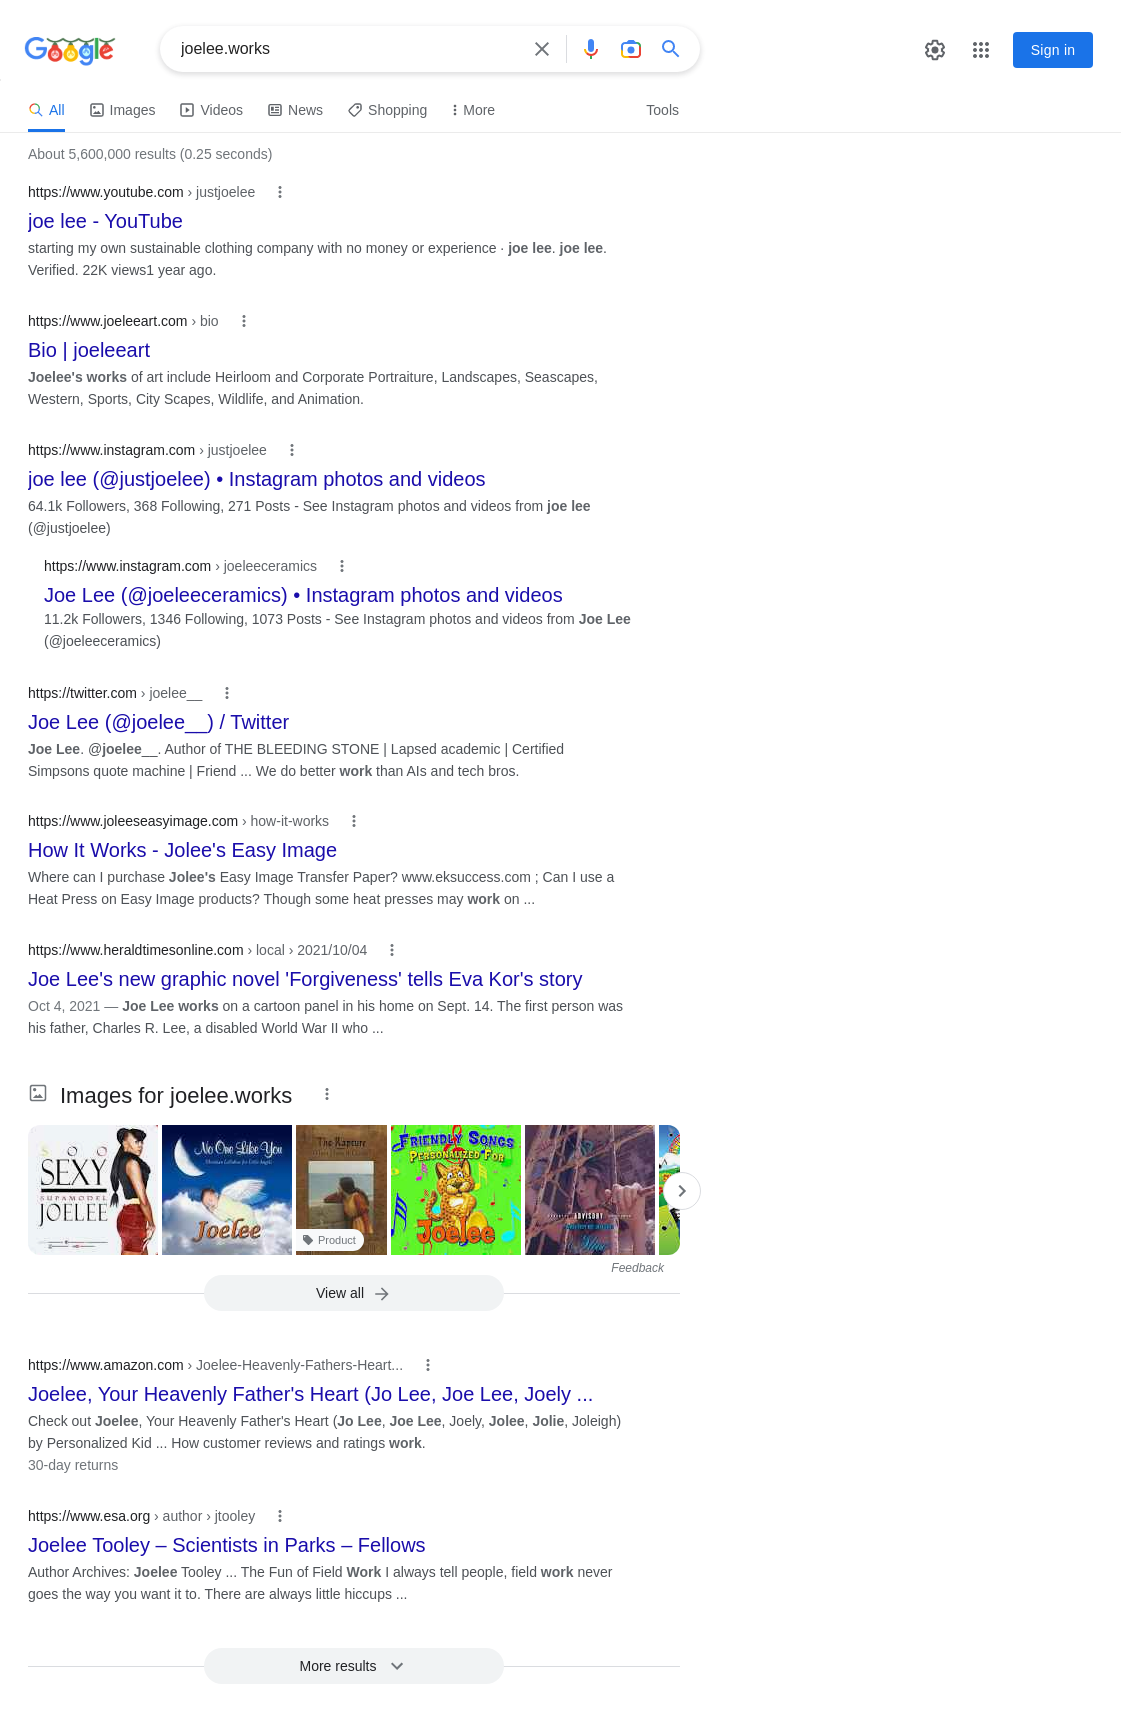 Google
joelee.works
Sign in
All
Images
Videos
News
Shopping
More
Tools
About 5,600,000 results (0.25 seconds)
https://www.youtube.com › justjoelee
joe lee - YouTube
starting my own sustainable clothing company with no money or experience · joe lee. joe lee.
Verified. 22K views1 year ago.
https://www.joeleeart.com › bio
Bio | joeleeart
Joelee's works of art include Heirloom and Corporate Portraiture, Landscapes, Seascapes,
Western, Sports, City Scapes, Wildlife, and Animation.
https://www.instagram.com › justjoelee
joe lee (@justjoelee) • Instagram photos and videos
64.1k Followers, 368 Following, 271 Posts - See Instagram photos and videos from joe lee
(@justjoelee)
https://www.instagram.com › joeleeceramics
Joe Lee (@joeleeceramics) • Instagram photos and videos
11.2k Followers, 1346 Following, 1073 Posts - See Instagram photos and videos from Joe Lee
(@joeleeceramics)
https://twitter.com › joelee__
Joe Lee (@joelee__) / Twitter
Joe Lee. @joelee__. Author of THE BLEEDING STONE | Lapsed academic | Certified
Simpsons quote machine | Friend ... We do better work than AIs and tech bros.
https://www.joleeseasyimage.com › how-it-works
How It Works - Jolee's Easy Image
Where can I purchase Jolee's Easy Image Transfer Paper? www.eksuccess.com ; Can I use a
Heat Press on Easy Image products? Though some heat presses may work on ...
https://www.heraldtimesonline.com › local › 2021/10/04
Joe Lee's new graphic novel 'Forgiveness' tells Eva Kor's story
Oct 4, 2021 — Joe Lee works on a cartoon panel in his home on Sept. 14. The first person was
his father, Charles R. Lee, a disabled World War II who ...
Images for joelee.works
SOO
SEXY
SUPAMODEL
JOELEE
No One Like You
Joelee
The Rapture
Product
FRIENDLY SONGS
PERSONALIZED FOR
Joelee
ADVISORY
Feedback
View all
https://www.amazon.com › Joelee-Heavenly-Fathers-Heart...
Joelee, Your Heavenly Father's Heart (Jo Lee, Joe Lee, Joely ...
Check out Joelee, Your Heavenly Father's Heart (Jo Lee, Joe Lee, Joely, Jolee, Jolie, Joleigh)
by Personalized Kid ... How customer reviews and ratings work.
30-day returns
https://www.esa.org › author › jtooley
Joelee Tooley – Scientists in Parks – Fellows
Author Archives: Joelee Tooley ... The Fun of Field Work I always tell people, field work never
goes the way you want it to. There are always little hiccups ...
More results